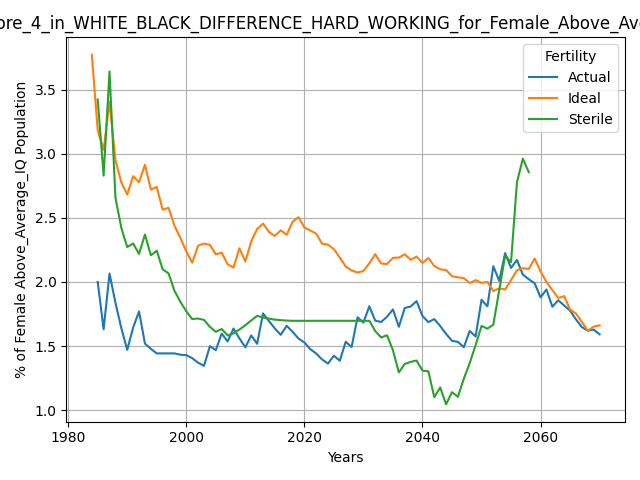 ore_4_in_WHITE_BLACK_DIFFERENCE_HARD_WORKING_for_Female_Above_Ave
Fertility
Actual
Ideal
Sterile
% of Female Above_Average_IQ Population
3.5
3.0
2.5
2.0
1.5
1.0
1980
2000
2020
2040
2060
Years